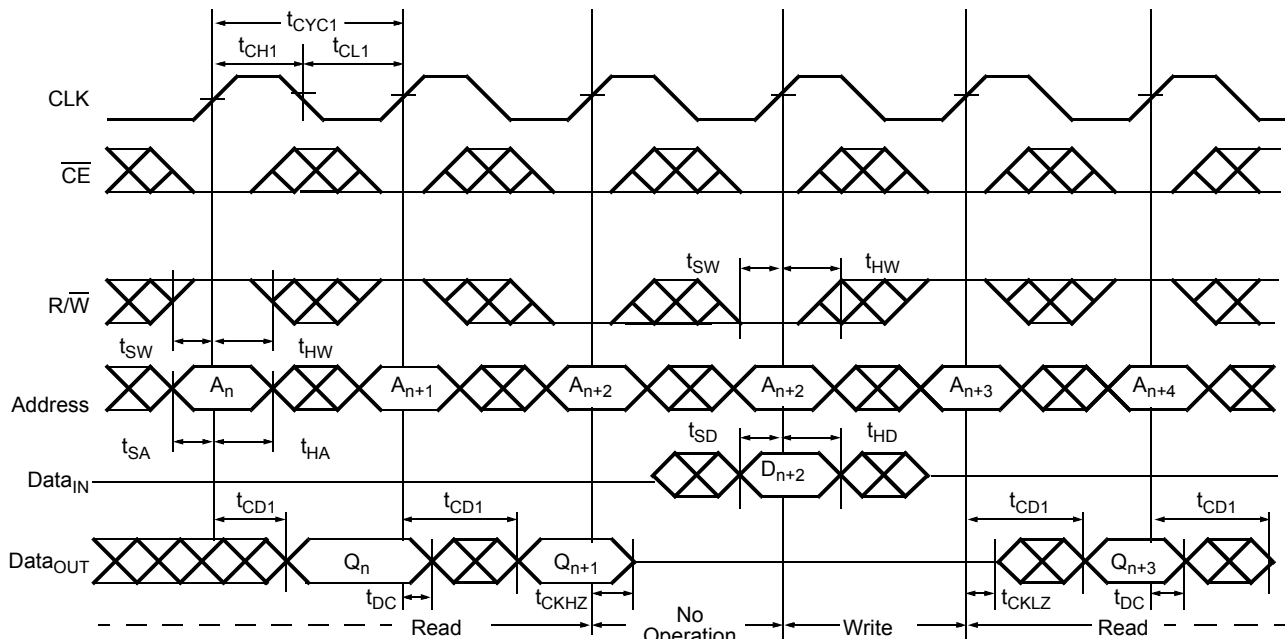 tCYC1
tCH1 tCL1
CLK
CE
tSW tHW
R/W
tSW tHW
Address An An+1 An+2 An+2 An+3 An+4
tSA tHA tSD tHD
DataIN Dn+2
tCD1 tCD1 tCD1 tCD1
DataOUT Qn Qn+1 Qn+3
tDC tCKHZ tCKLZ tDC
Read No Operation Write Read